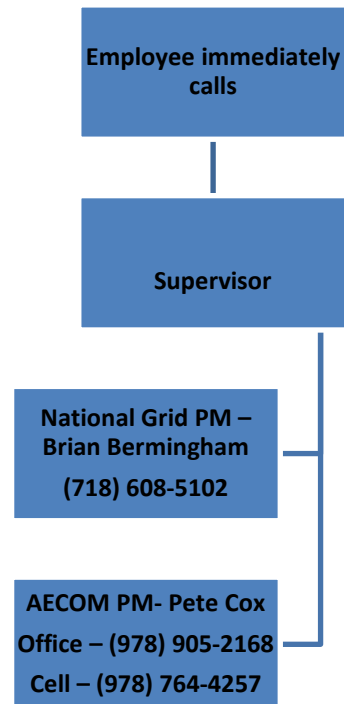 Employee immediately
calls
Supervisor
National Grid PM –
Brian Bermingham
(718) 608-5102
AECOM PM- Pete Cox
Office – (978) 905-2168
Cell – (978) 764-4257